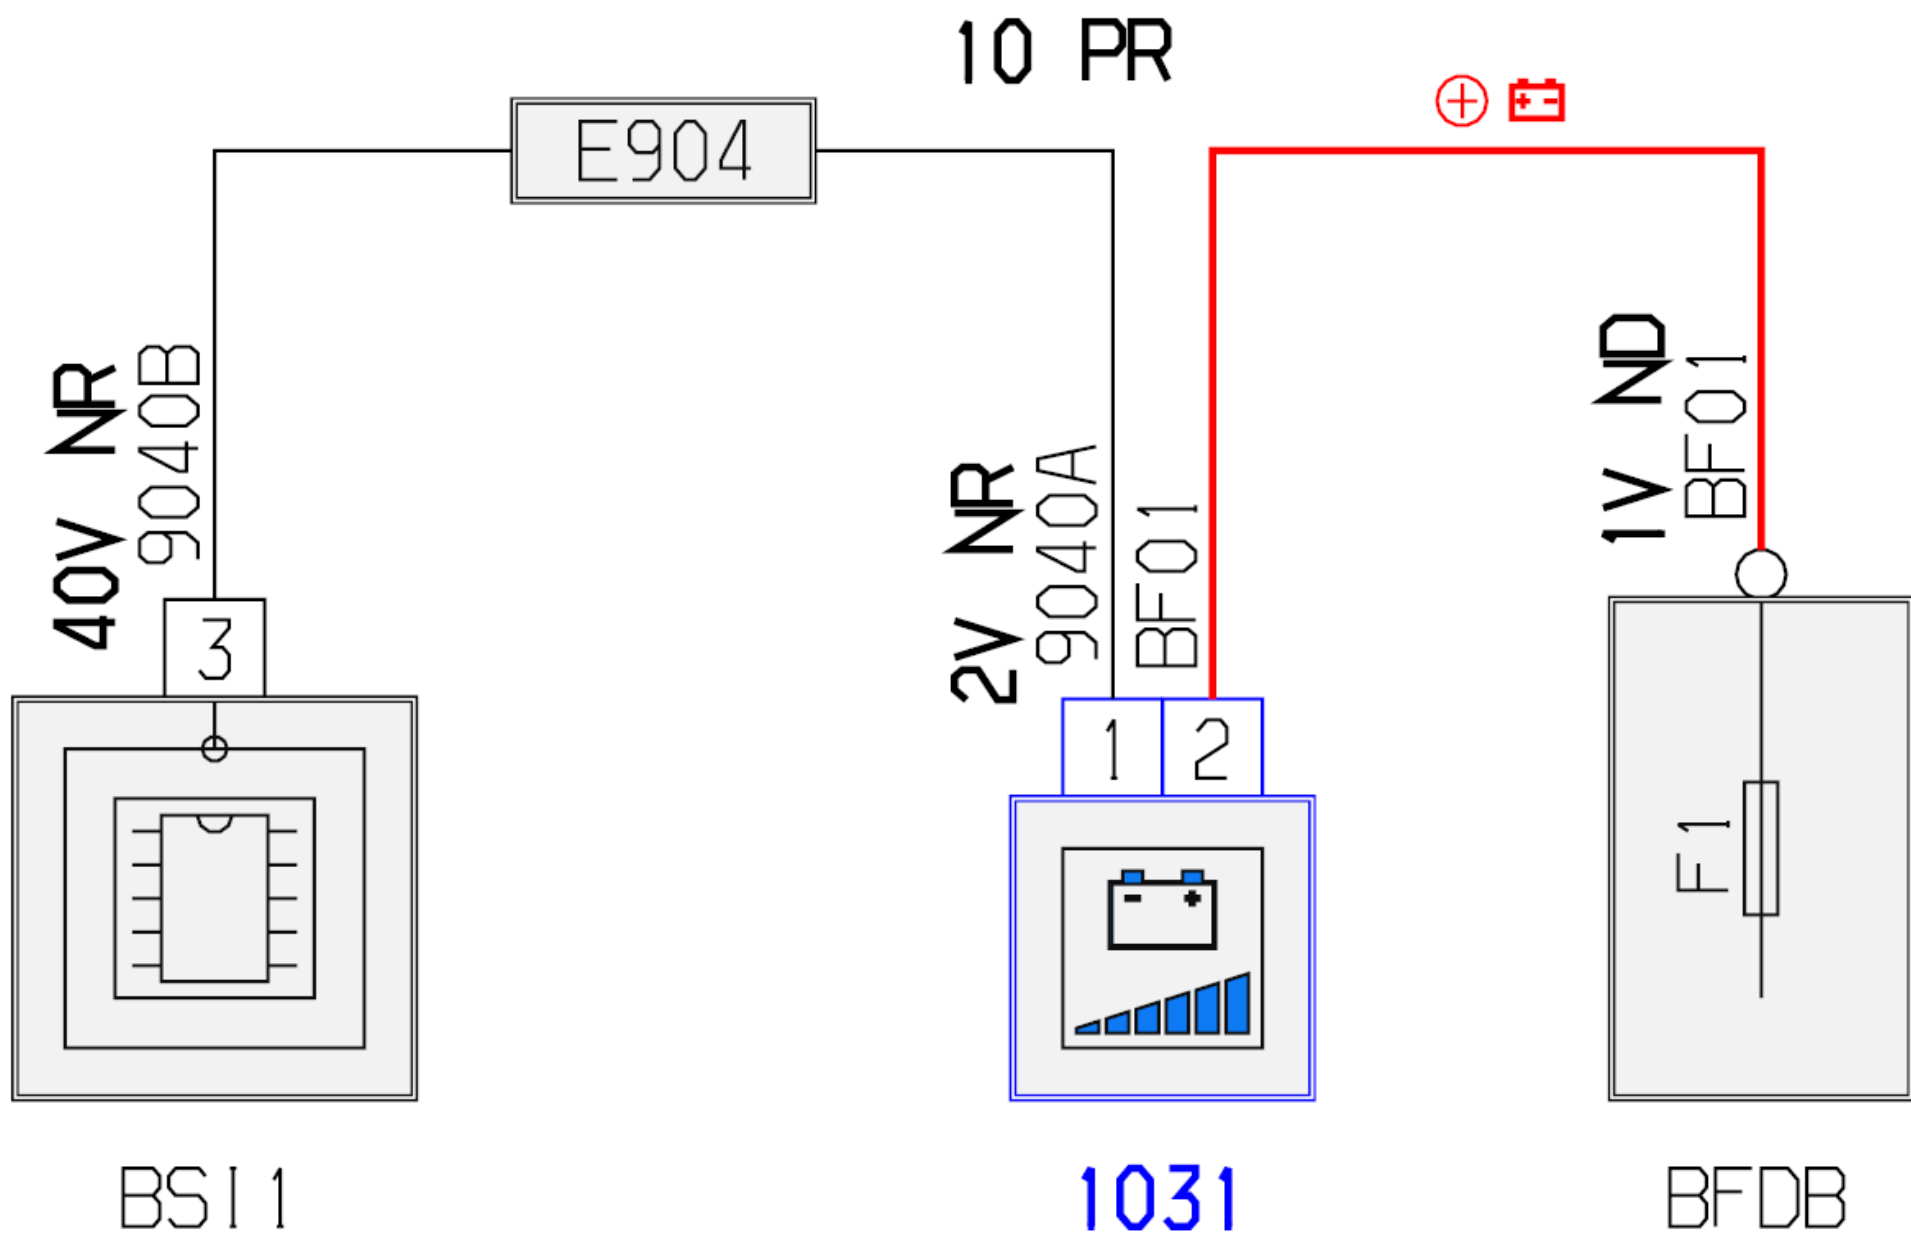 10 PR
E904
40V NR
9040B
3
2V NR
9040A
BF01
1
2
1V ND
BF01
F1
BSI1
1031
BFDB